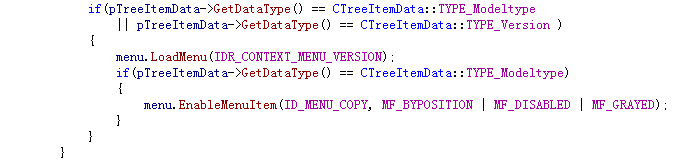 if(pTreeItemData->GetDataType() == CTreeItemData::TYPE_Modeltype
|| pTreeItemData->GetDataType() == CTreeItemData::TYPE_Version )
{
menu.LoadMenu(IDR_CONTEXT_MENU_VERSION);
if(pTreeItemData->GetDataType() == CTreeItemData::TYPE_Modeltype)
{
menu.EnableMenuItem(ID_MENU_COPY, MF_BYPOSITION | MF_DISABLED | MF_GRAYED);
}
}
}